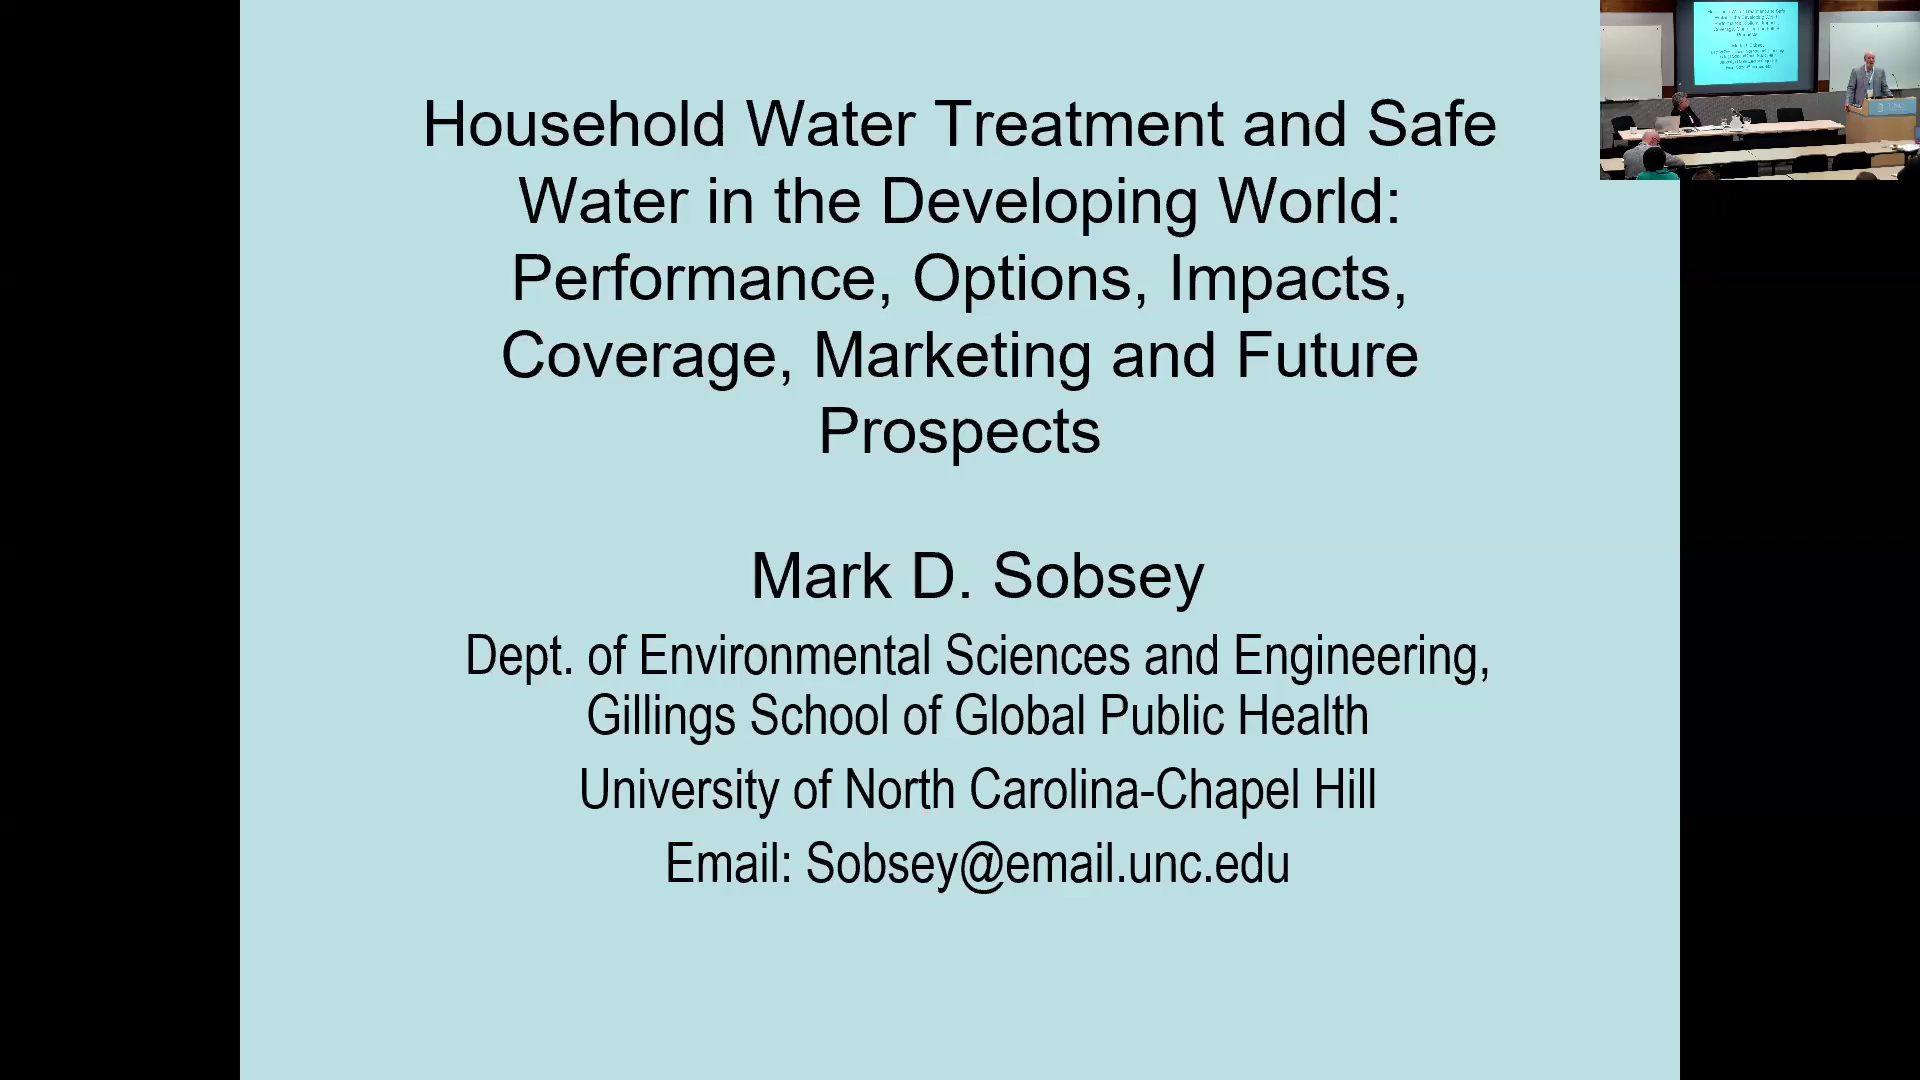 Household Water Treatment and Safe
Water in the Developing World:
Performance, Options, Impacts,
Coverage, Marketing and Future
Prospects
Mark D. Sobsey
Dept. of Environmental Sciences and Engineering,
Gillings School of Global Public Health
University of North Carolina-Chapel Hill
Email: Sobsey@email.unc.edu